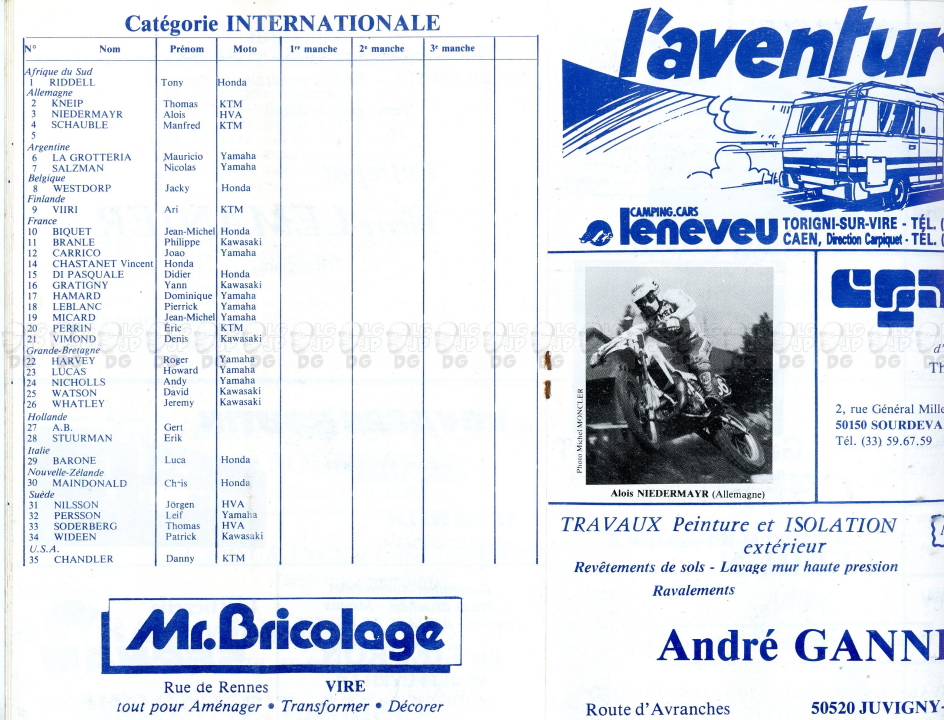 Catégorie INTERNATIONALE
N° Nom Prénom Moto 1re manche 2e manche 3e manche
Afrique du Sud
1 RIDDELL Tony Honda
Allemagne
2 KNEIP Thomas KTM
3 NIEDERMAYR Alois HVA
4 SCHAUBLE Manfred KTM
5
Argentine
6 LA GROTTERIA Mauricio Yamaha
7 SALZMAN Nicolas Yamaha
Belgique
8 WESTDORP Jacky Honda
Finlande
9 VIIRI Ari KTM
France
10 BIQUET Jean-Michel Honda
11 BRANLE Philippe Kawasaki
12 CARRICO Joao Yamaha
14 CHASTANET Vincent Honda
15 DI PASQUALE Didier Honda
16 GRATIGNY Yann Kawasaki
17 HAMARD Dominique Yamaha
18 LEBLANC Pierrick Yamaha
19 MICARD Jean-Michel Yamaha
20 PERRIN Éric KTM
21 VIMOND Denis Kawasaki
Grande-Bretagne
22 HARVEY Roger Yamaha
23 LUCAS Howard Yamaha
24 NICHOLLS Andy Yamaha
25 WATSON David Kawasaki
26 WHATLEY Jeremy Kawasaki
Hollande
27 A.B. Gert
28 STUURMAN Erik
Italie
29 BARONE Luca Honda
Nouvelle-Zélande
30 MAINDONALD Chris Honda
Suède
31 NILSSON Jörgen HVA
32 PERSSON Leif Yamaha
33 SODERBERG Thomas HVA
34 WIDEEN Patrick Kawasaki
U.S.A.
35 CHANDLER Danny KTM
Mr. Bricolage
Rue de Rennes VIRE
tout pour Aménager • Transformer • Décorer
l'aventur
CAMPING-CARS
leneveu
TORIGNI-SUR-VIRE - TÉL. (
CAEN, Direction Carpiquet - TÉL. (
Photo Michel MONCLER
Alois NIEDERMAYR (Allemagne)
d'
Th
2, rue Général Mille
50150 SOURDEVA
Tél. (33) 59.67.59
TRAVAUX Peinture et ISOLATION
extérieur
Revêtements de sols - Lavage mur haute pression
Ravalements
André GANN
Route d'Avranches 50520 JUVIGNY-